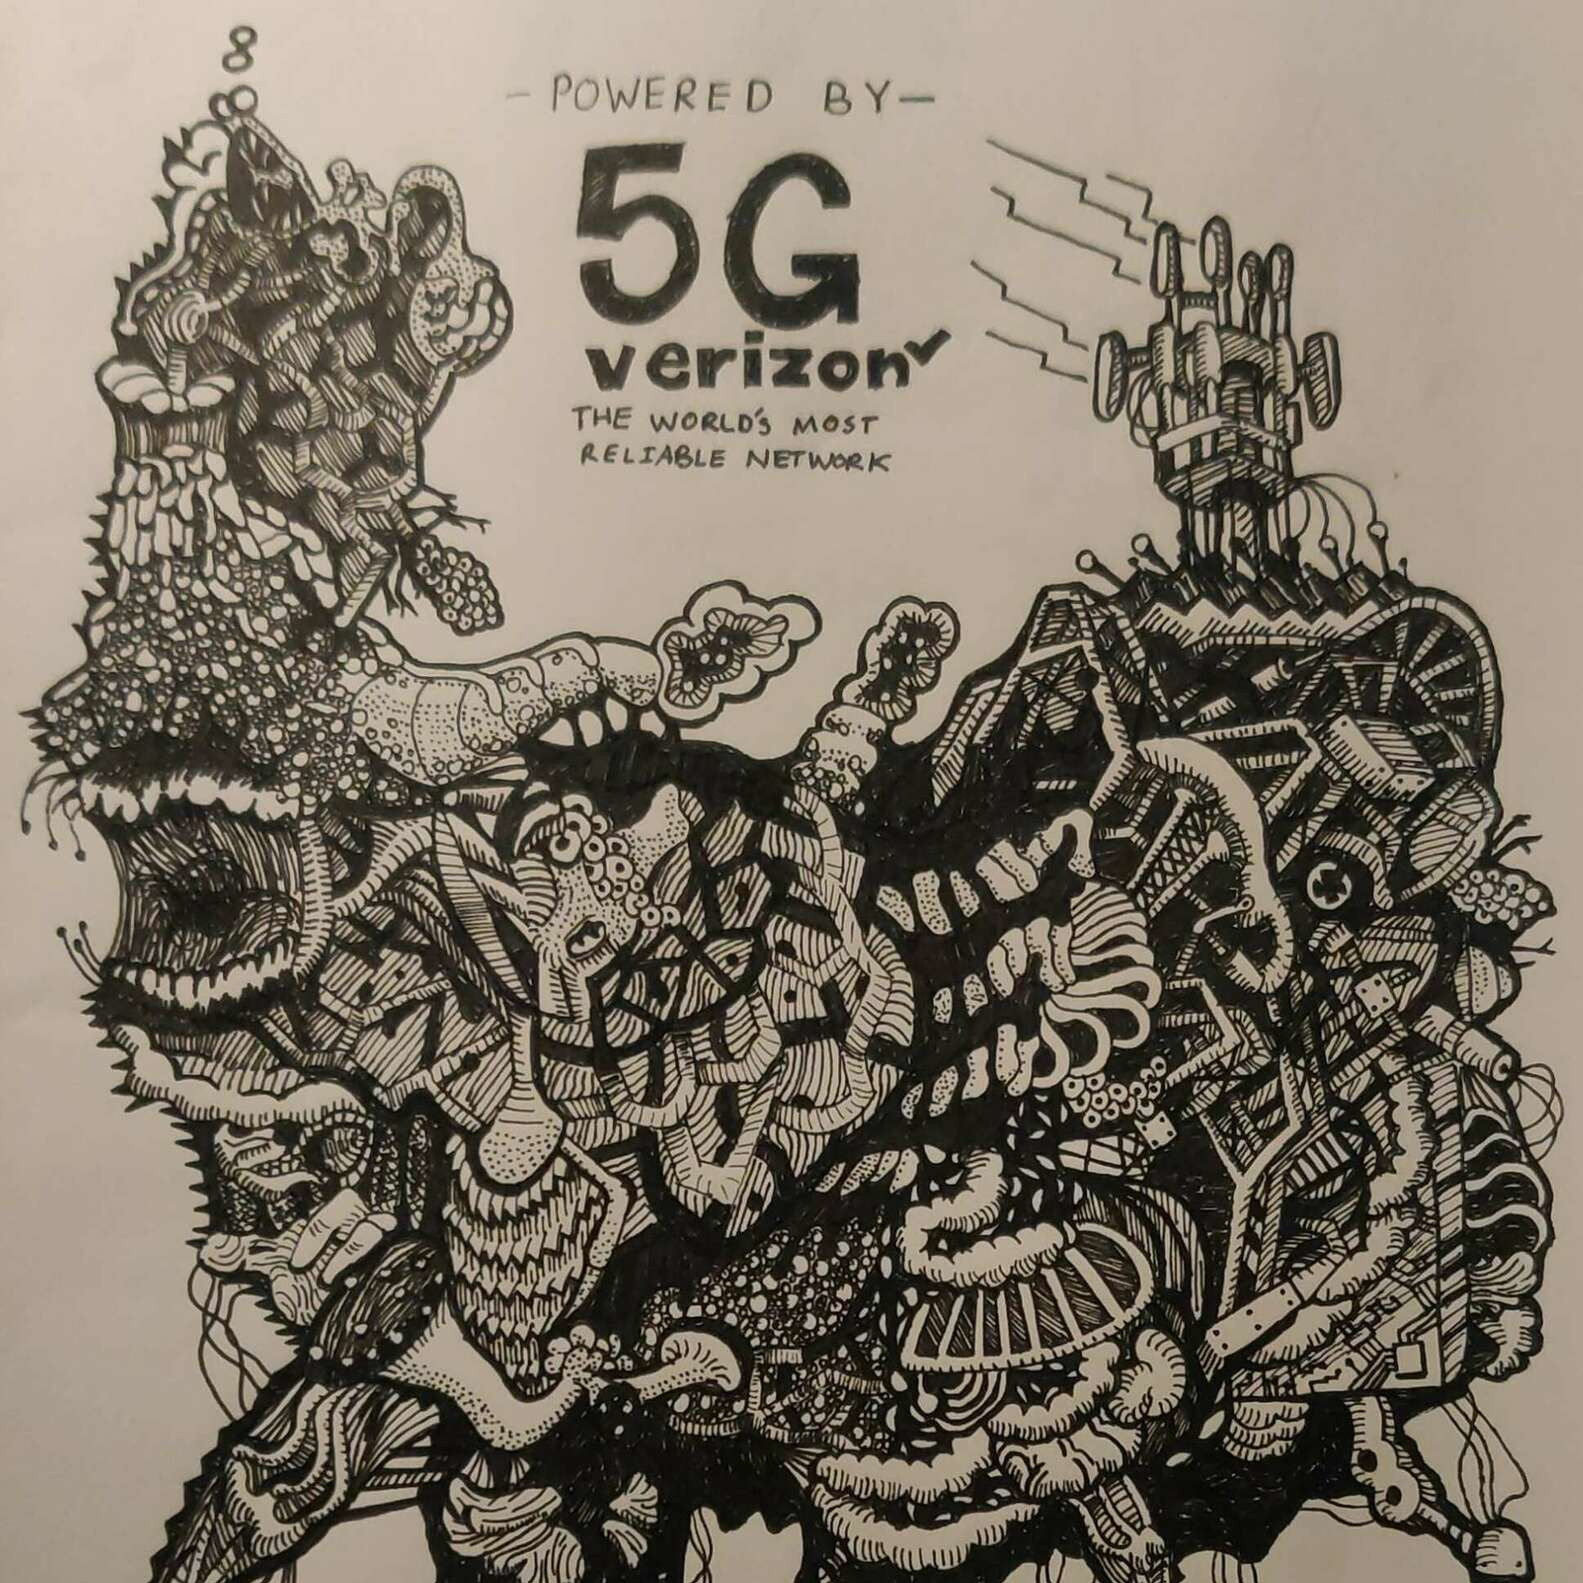 - POWERED BY -
5G
verizon✓
THE WORLD'S MOST
RELIABLE NETWORK